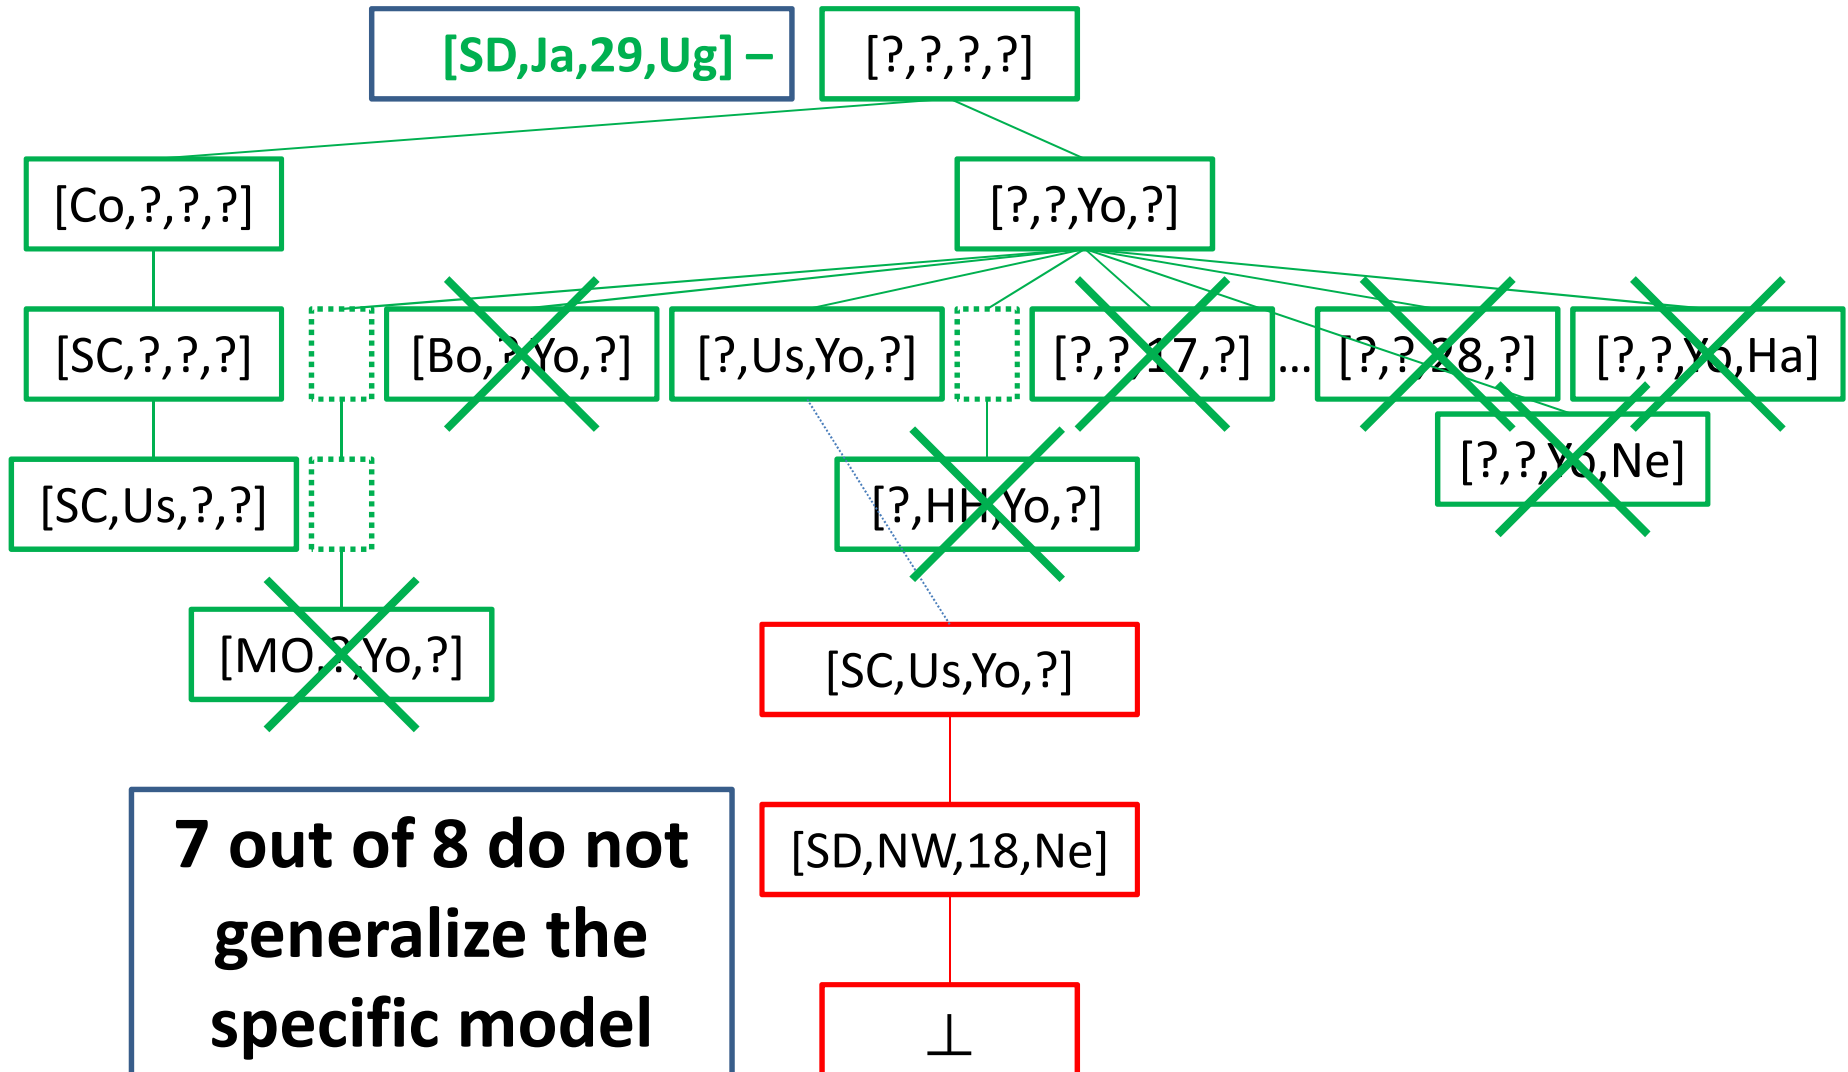 [SD,Ja,29,Ug] –
[?,?,?,?]
[Co,?,?,?]
[?,?,Yo,?]
[SC,?,?,?]
[Bo,?,Yo,?]
[?,Us,Yo,?]
[?,?,17,?]
...
[?,?,28,?]
[?,?,Yo,Ha]
[?,?,Yo,Ne]
[SC,Us,?,?]
[?,HH,Yo,?]
[MO,?,Yo,?]
[SC,Us,Yo,?]
7 out of 8 do not
generalize the
specific model
[SD,NW,18,Ne]
⊥